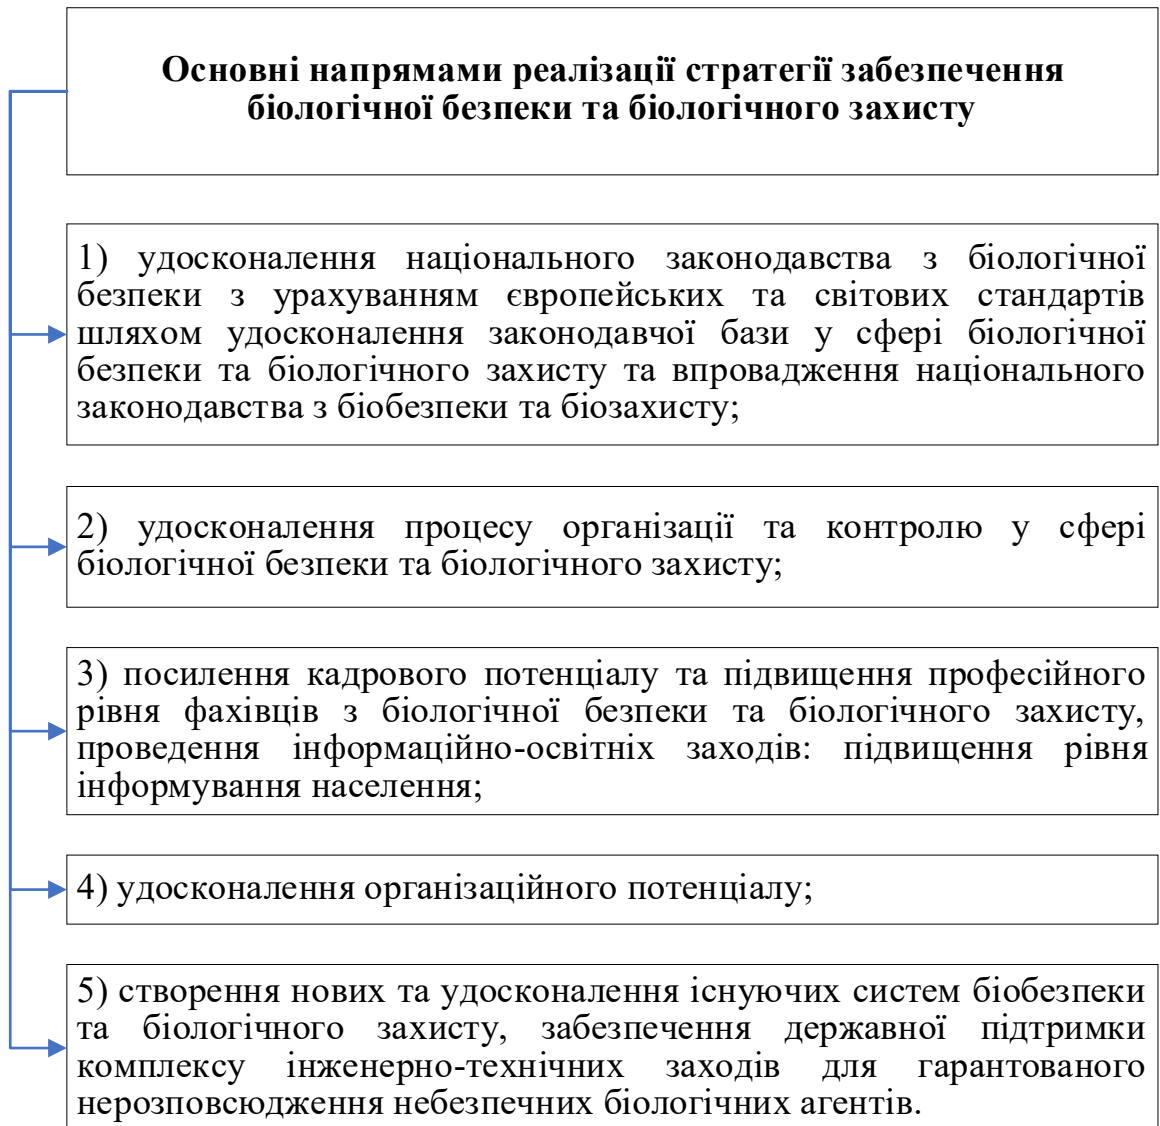 Основні напрямами реалізації стратегії забезпечення
біологічної безпеки та біологічного захисту
1) удосконалення національного законодавства з біологічної
безпеки з урахуванням європейських та світових стандартів
шляхом удосконалення законодавчої бази у сфері біологічної
безпеки та біологічного захисту та впровадження національного
законодавства з біобезпеки та біозахисту;
2) удосконалення процесу організації та контролю у сфері
біологічної безпеки та біологічного захисту;
3) посилення кадрового потенціалу та підвищення професійного
рівня фахівців з біологічної безпеки та біологічного захисту,
проведення інформаційно-освітніх заходів: підвищення рівня
інформування населення;
4) удосконалення організаційного потенціалу;
5) створення нових та удосконалення існуючих систем біобезпеки
та біологічного захисту, забезпечення державної підтримки
комплексу інженерно-технічних заходів для гарантованого
нерозповсюдження небезпечних біологічних агентів.